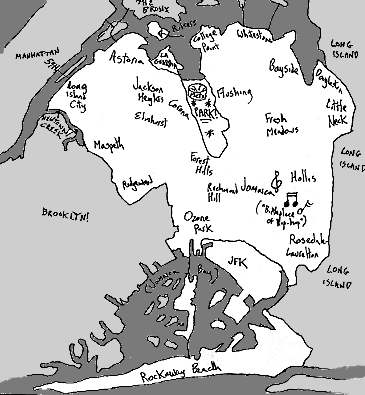 THE
BRONX
RIKERS
College
Point
Whitestone
MANHATTAN
LONG
ISLAND
Astoria
LA
GUARDIA
Bayside
Douglaston
Long
Island
City
Jackson
Heights
Corona
PARK!
Flushing
Little
Neck
NEWTOWN
CREEK
Elmhurst
Fresh
Meadows
Maspeth
LONG
ISLAND
Forest
Hills
Ridgewood
Richmond
Hill
Jamaica
Hollis
("Birthplace
of Hip-hop")
BROOKLYN!
Ozone
Park
Rosedale
Laurelton
JFK
LONG
ISLAND
Jamaica Bay
Rockaway Beach